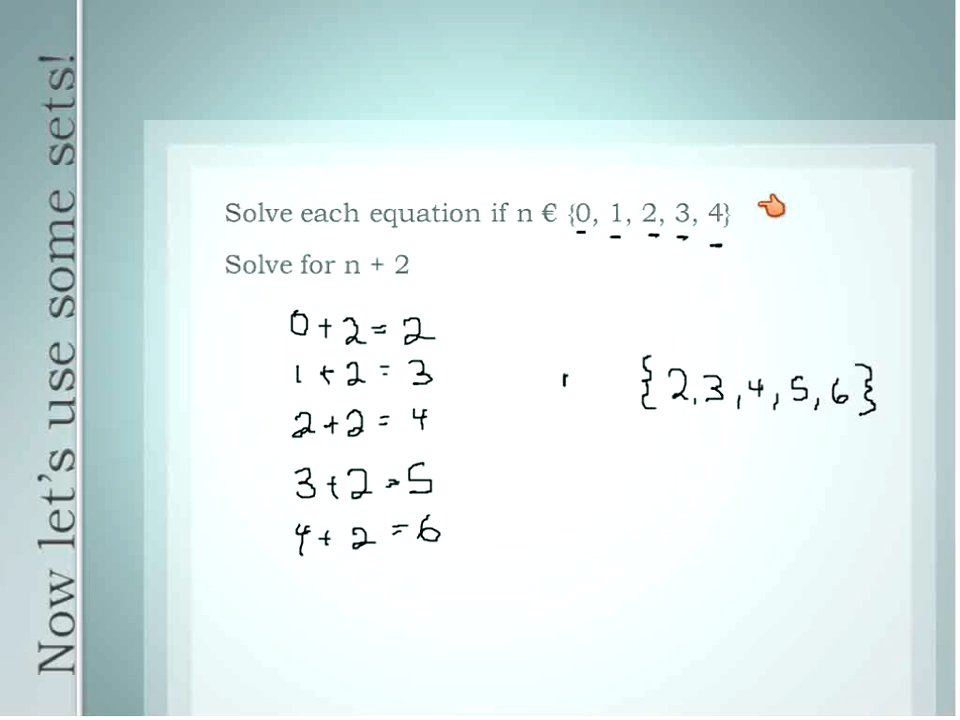 Now let's use some sets!
Solve each equation if n € {0, 1, 2, 3, 4}
Solve for n + 2
0+2=2
1+2=3
2+2=4
3+2=5
4+2=6
{2,3,4,5,6}